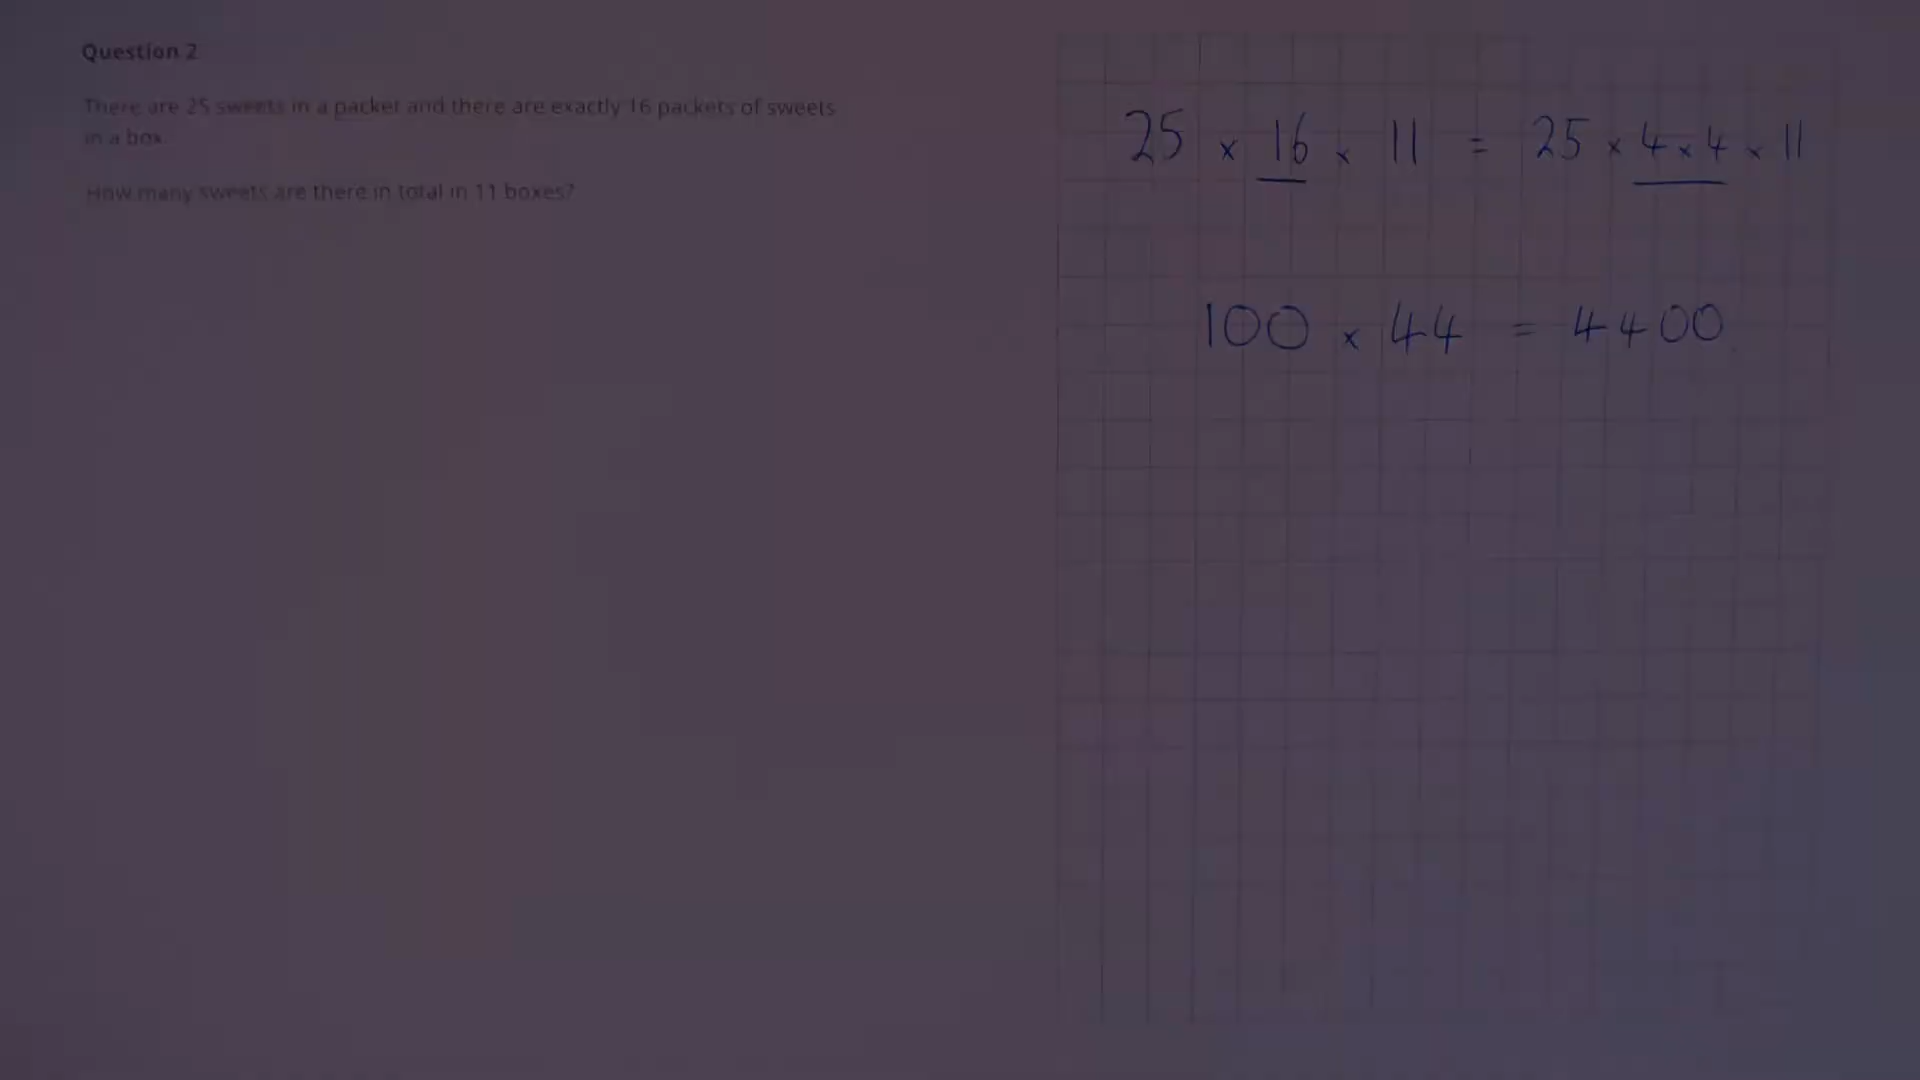 Question 2
There are 25 sweets in a packet and there are exactly 16 packets of sweets
in a box.
How many sweets are there in total in 11 boxes?
25 × 16 × 11 = 25 × 4 × 4 × 11
100 × 44 = 4400